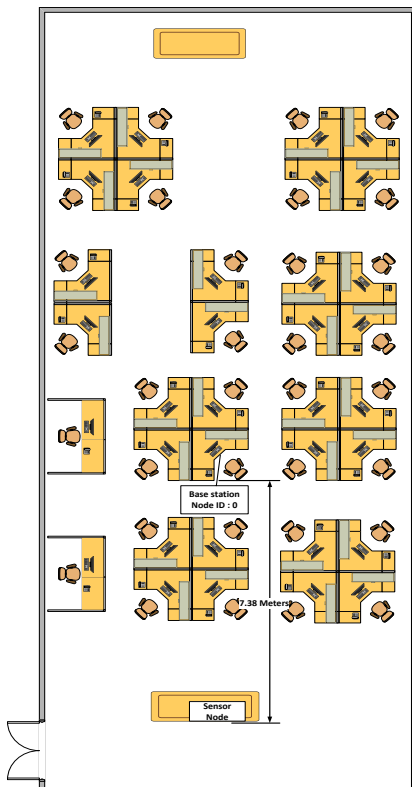 Base station
Node ID : 0
7.38 Meters
Sensor
Node